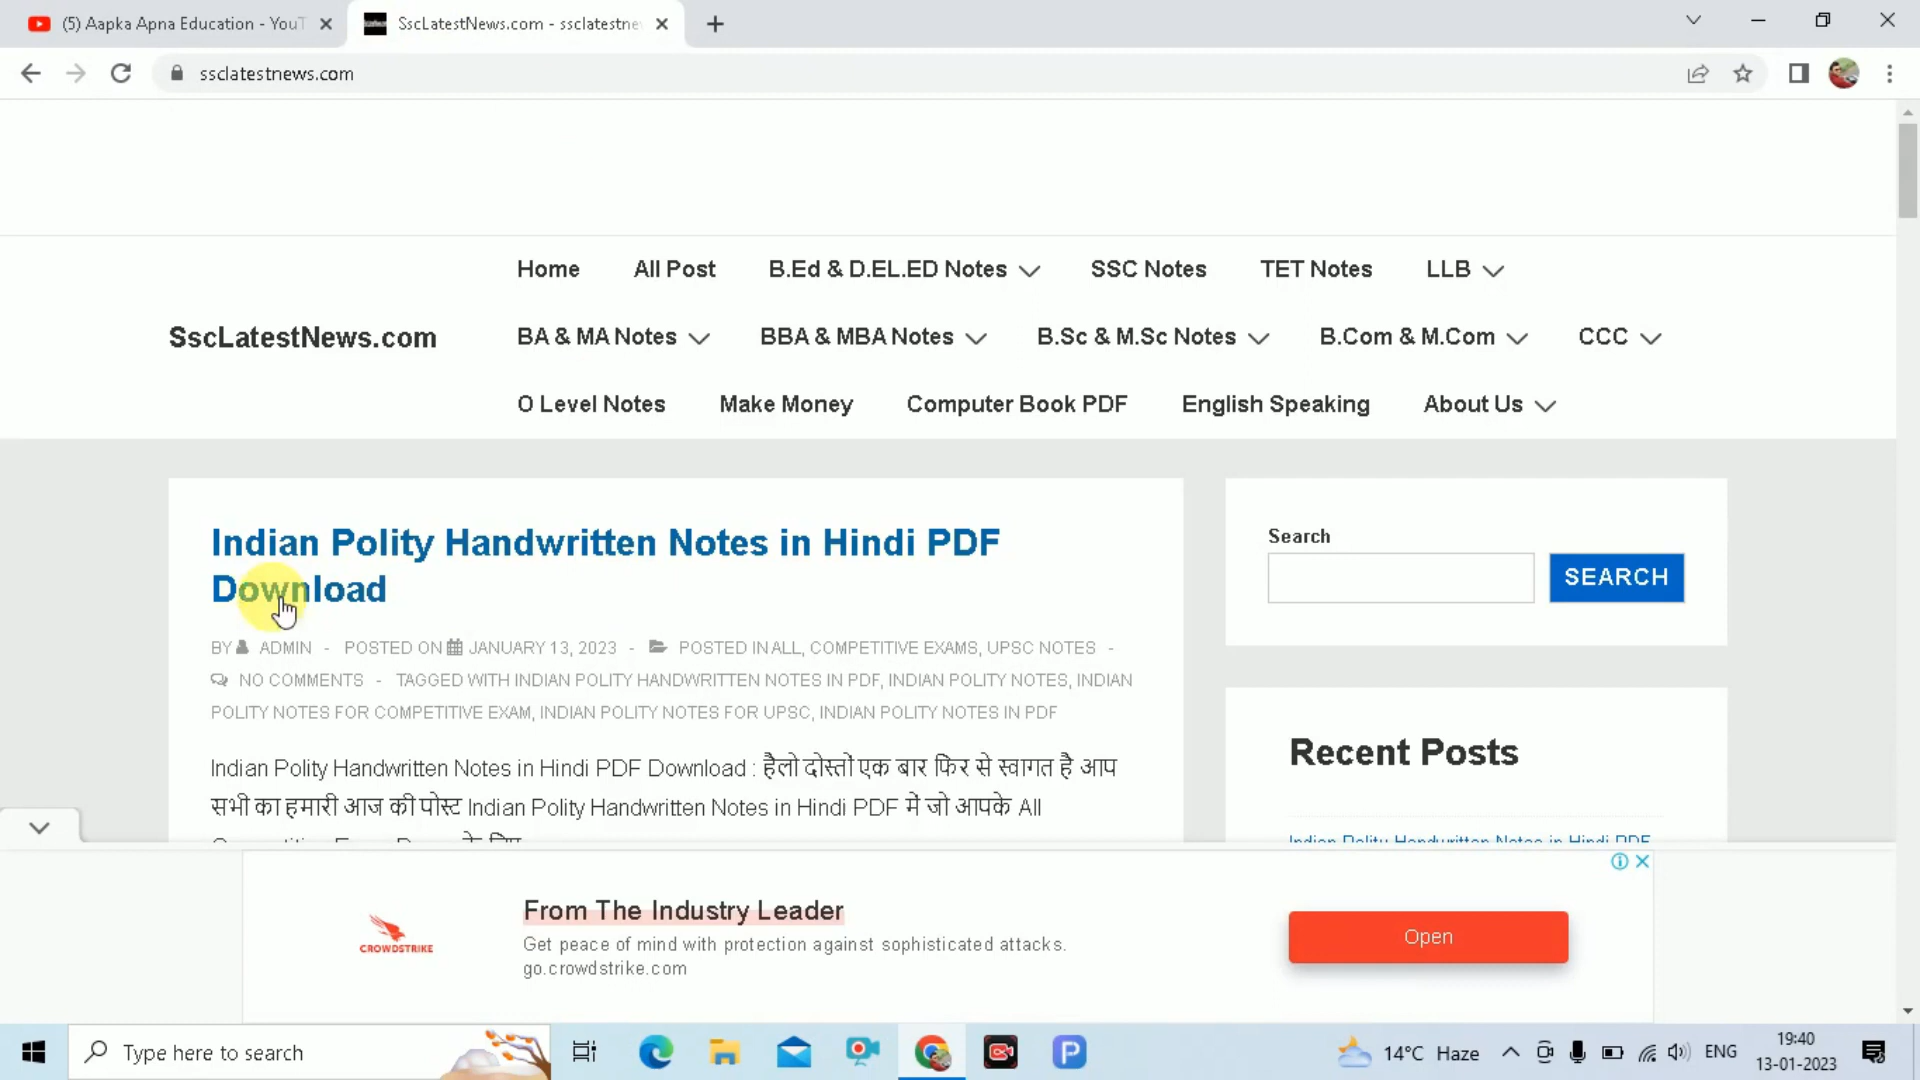 (5) Aapka Apna Education - YouT
SscLatestNews.com - ssclatestne
ssclatestnews.com
Home All Post B.Ed & D.EL.ED Notes SSC Notes TET Notes LLB
SscLatestNews.com
BA & MA Notes BBA & MBA Notes B.Sc & M.Sc Notes B.Com & M.Com CCC
O Level Notes Make Money Computer Book PDF English Speaking About Us
Indian Polity Handwritten Notes in Hindi PDF
Download
BY ADMIN - POSTED ON JANUARY 13, 2023 - POSTED IN ALL, COMPETITIVE EXAMS, UPSC NOTES -
NO COMMENTS - TAGGED WITH INDIAN POLITY HANDWRITTEN NOTES IN PDF, INDIAN POLITY NOTES, INDIAN
POLITY NOTES FOR COMPETITIVE EXAM, INDIAN POLITY NOTES FOR UPSC, INDIAN POLITY NOTES IN PDF
Indian Polity Handwritten Notes in Hindi PDF Download : हैलो दोस्तों एक बार फिर से स्वागत है आप
सभी का हमारी आज की पोस्ट Indian Polity Handwritten Notes in Hindi PDF में जो आपके All
Search
SEARCH
Recent Posts
Indian Polity Handwritten Notes in Hindi PDF
CROWDSTRIKE
From The Industry Leader
Get peace of mind with protection against sophisticated attacks.
go.crowdstrike.com
Open
Type here to search
14°C Haze
ENG
19:40
13-01-2023